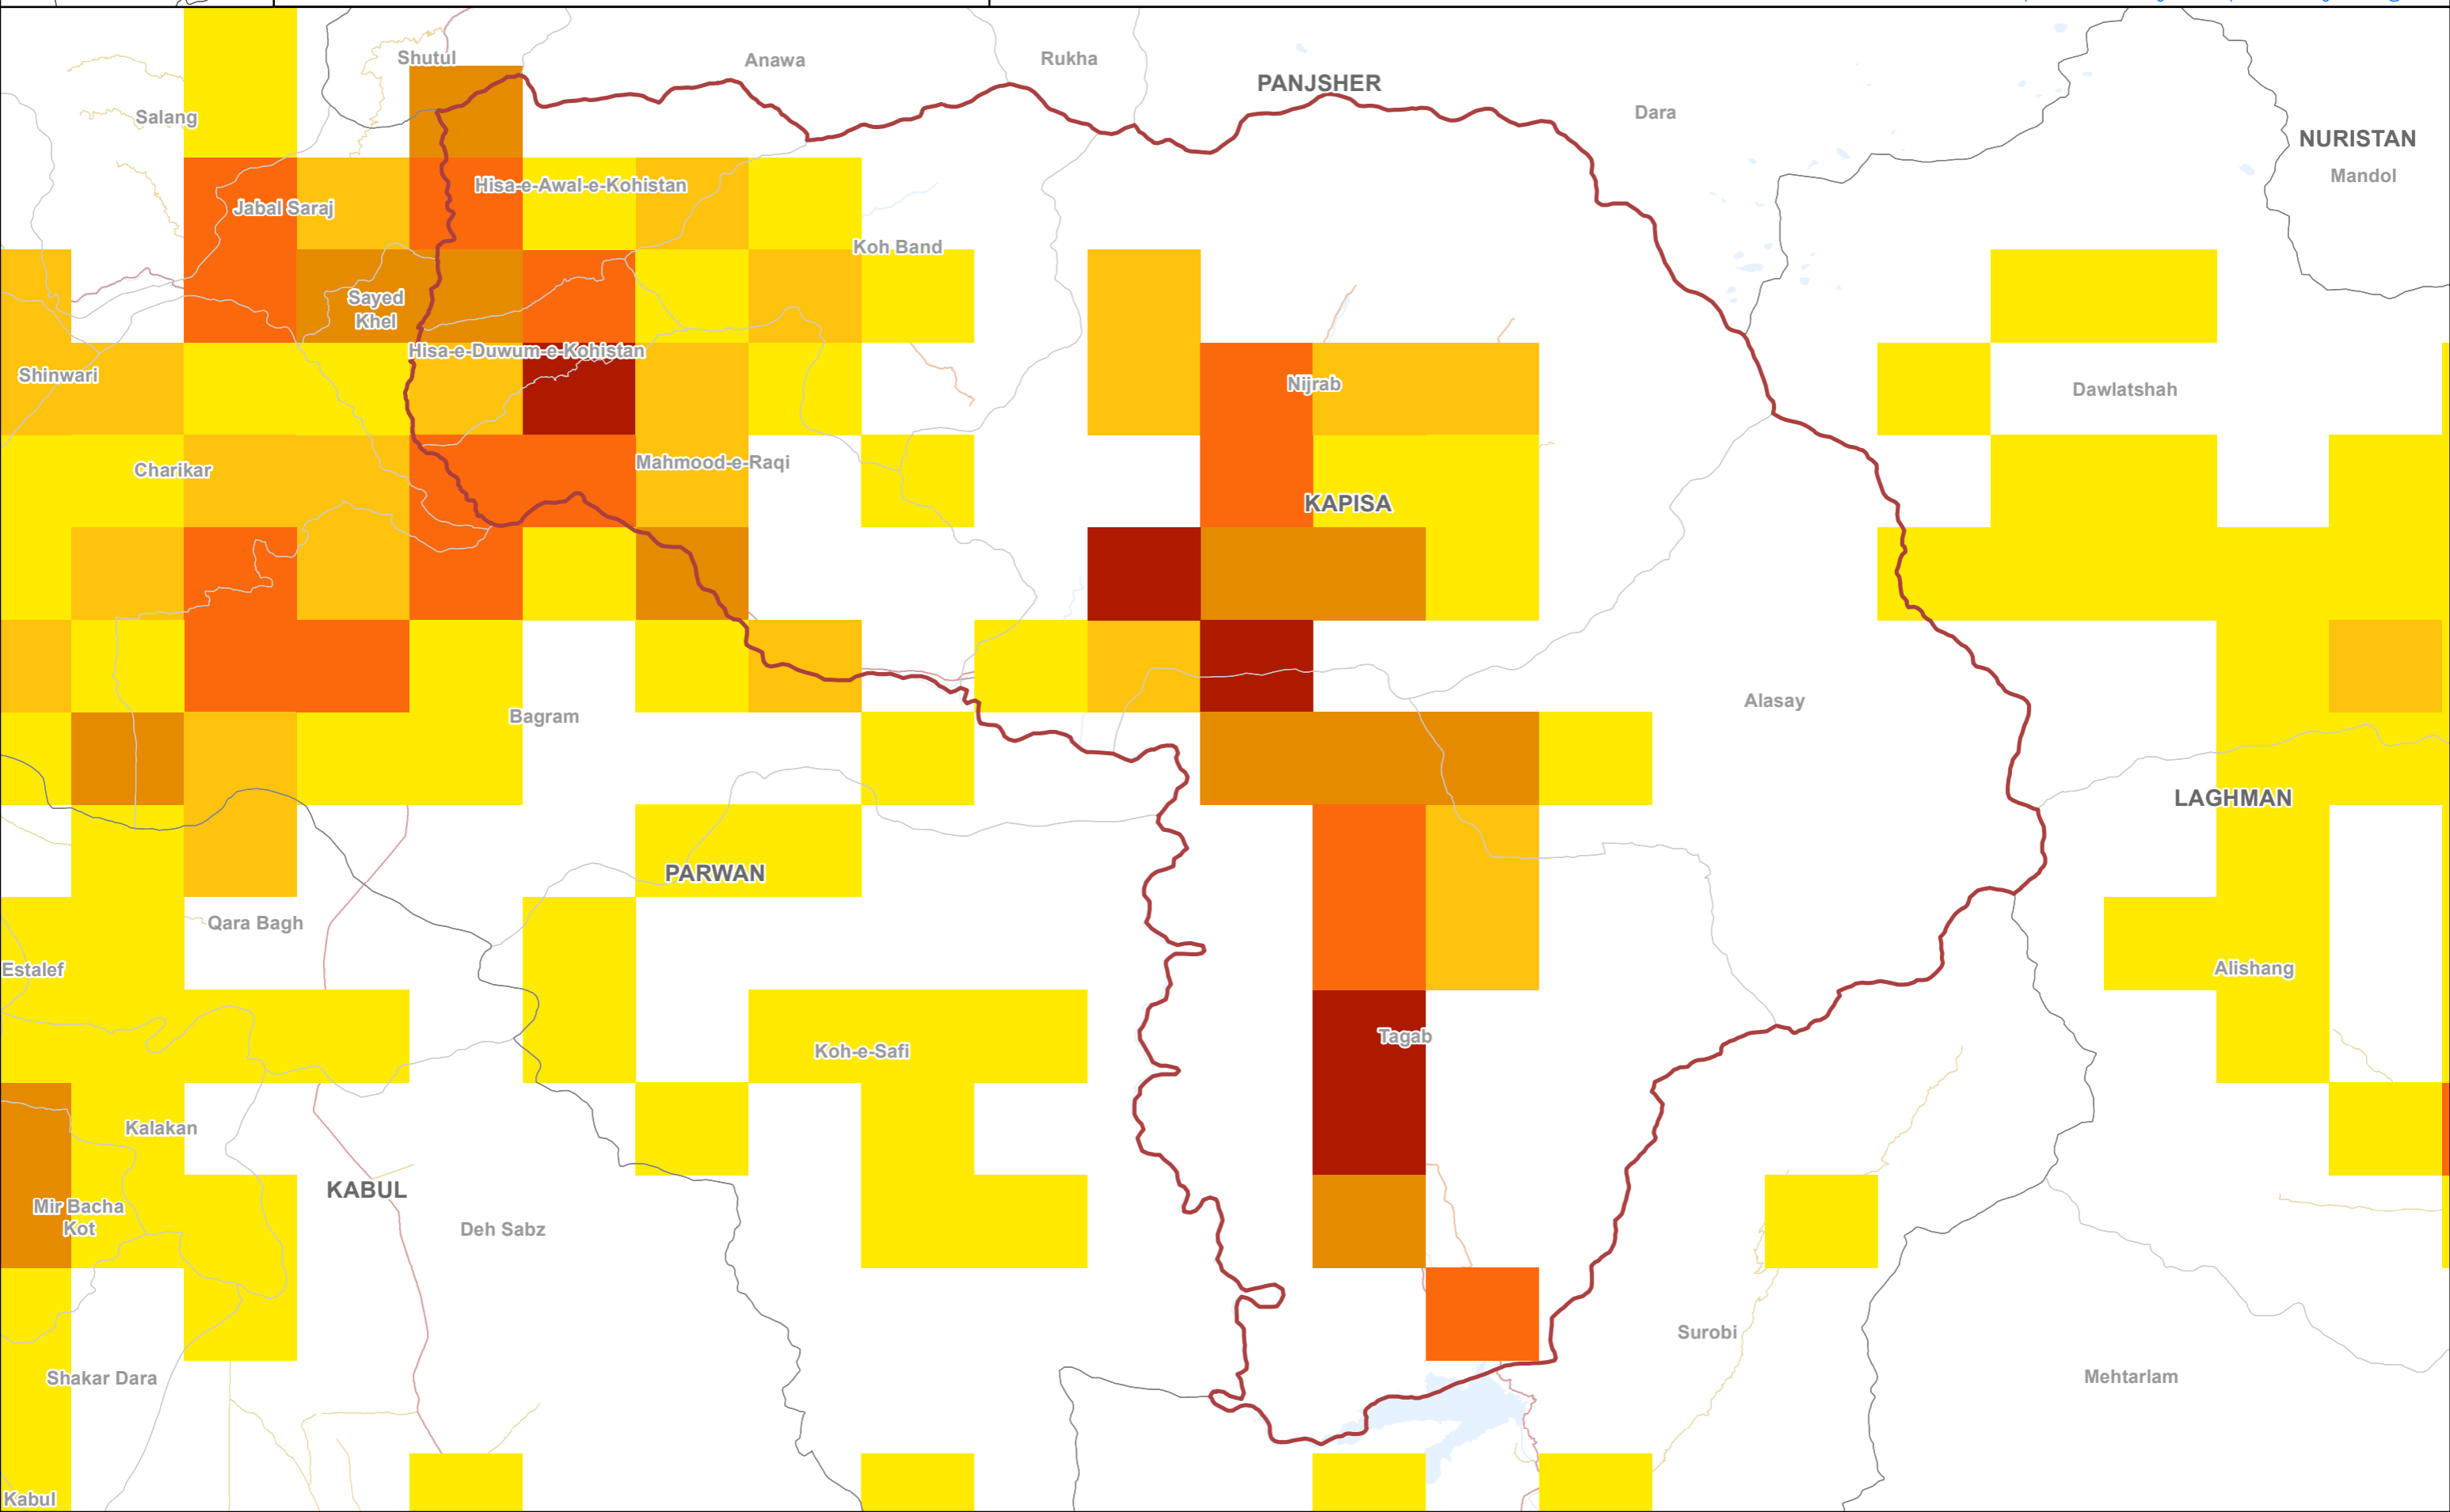 Shutul
Anawa
Rukha
PANJSHER
Dara
Salang
NURISTAN
Mandol
Hisa-e-Awal-e-Kohistan
Jabal Saraj
Koh Band
Sayed
Khel
Hisa-e-Duwum-e-Kohistan
Shinwari
Nijrab
Dawlatshah
Charikar
Mahmood-e-Raqi
KAPISA
Alasay
Bagram
LAGHMAN
PARWAN
Qara Bagh
Estalef
Alishang
Tagab
Koh-e-Safi
Kalakan
KABUL
Mir Bacha
Kot
Deh Sabz
Surobi
Shakar Dara
Mehtarlam
Kabul